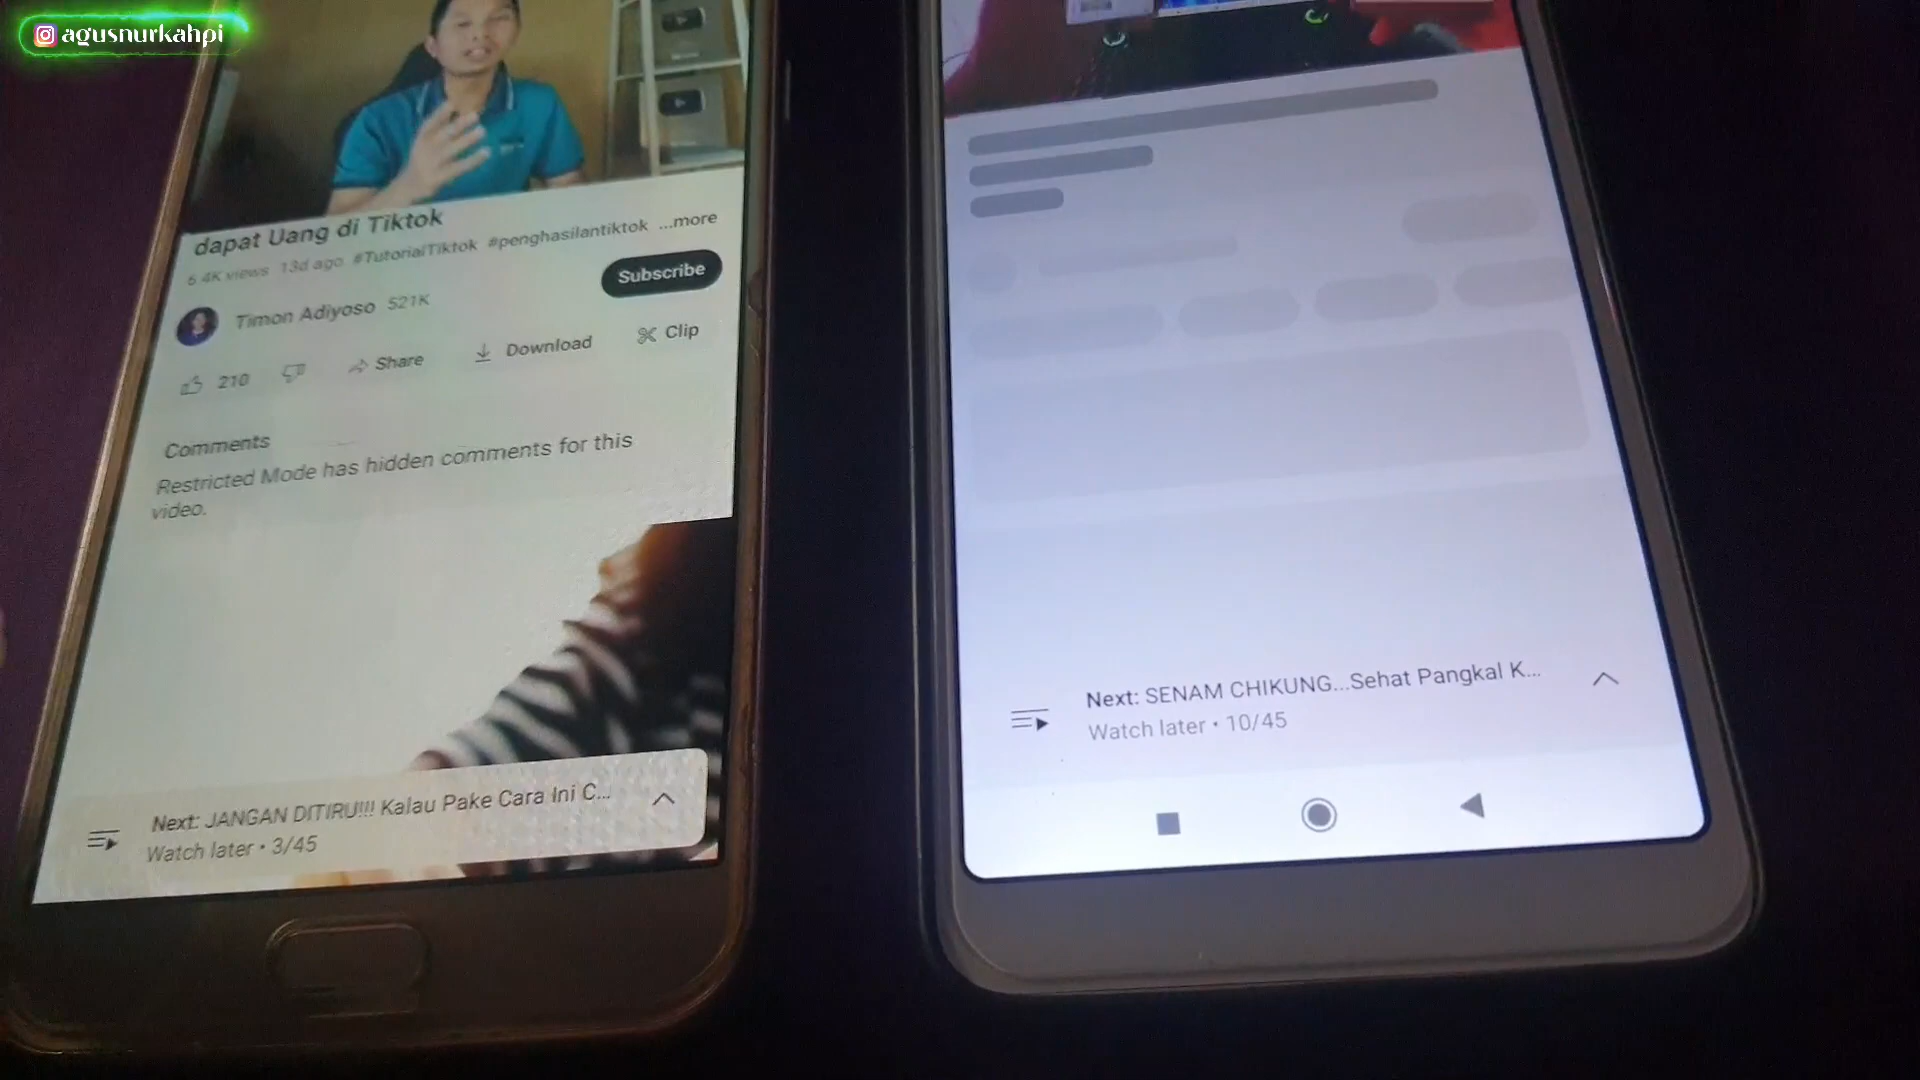 agusnurkahpi
dapat Uang di Tiktok
6.4K views 13d ago #TutorialTiktok #penghasilantiktok ...more
Timon Adiyoso 521K
Subscribe
210
Share
Download
Clip
Comments
Restricted Mode has hidden comments for this
video.
Next: JANGAN DITIRU!!! Kalau Pake Cara Ini C...
Watch later • 3/45
Next: SENAM CHIKUNG...Sehat Pangkal K...
Watch later • 10/45